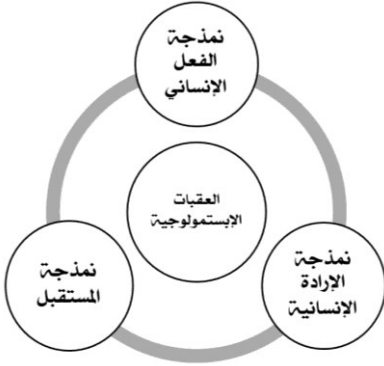 نمذجة
الفعل
الإنساني
العقبات
الإبستمولوجية
نمذجة
الإرادة
الإنسانية
نمذجة
المستقبل